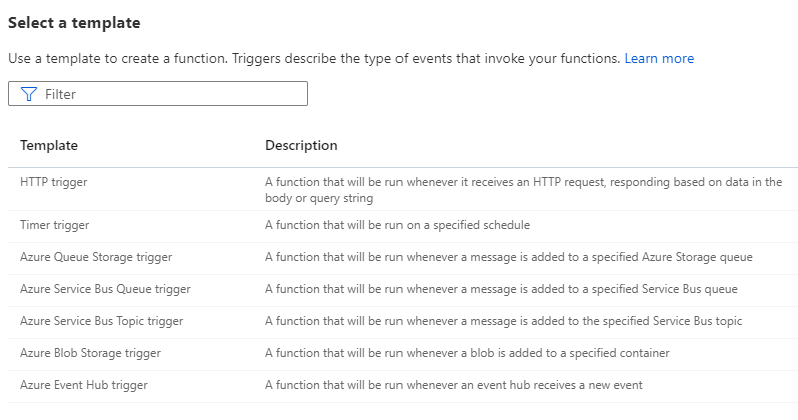 Select a template
Use a template to create a function. Triggers describe the type of events that invoke your functions. Learn more
Filter
Template Description
HTTP trigger A function that will be run whenever it receives an HTTP request, responding based on data in the
body or query string
Timer trigger A function that will be run on a specified schedule
Azure Queue Storage trigger A function that will be run whenever a message is added to a specified Azure Storage queue
Azure Service Bus Queue trigger A function that will be run whenever a message is added to a specified Service Bus queue
Azure Service Bus Topic trigger A function that will be run whenever a message is added to the specified Service Bus topic
Azure Blob Storage trigger A function that will be run whenever a blob is added to a specified container
Azure Event Hub trigger A function that will be run whenever an event hub receives a new event